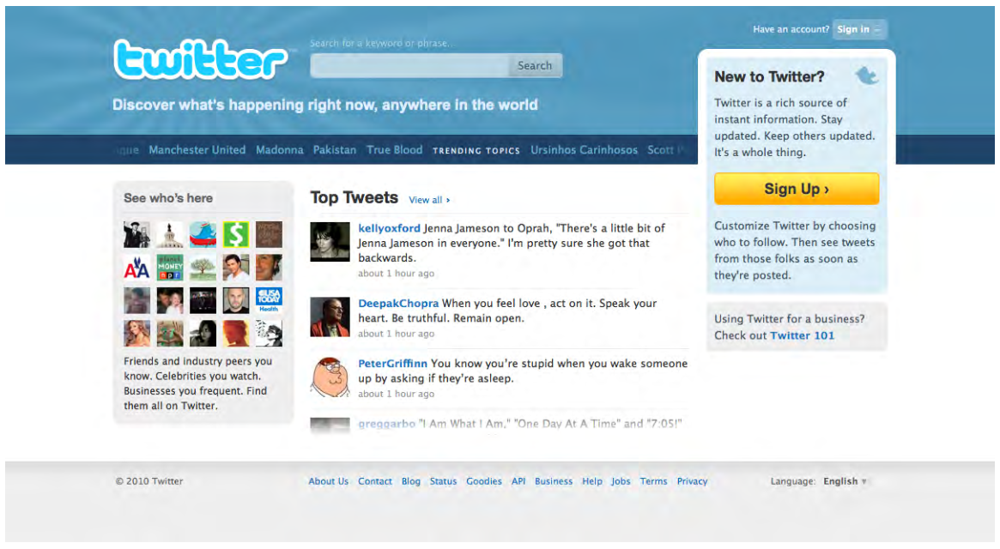 Have an account? Sign in
twitter
Search for a keyword or phrase...
Search
Discover what's happening right now, anywhere in the world
Manchester United Madonna Pakistan True Blood TRENDING TOPICS Ursinhos Carinhosos Scott
New to Twitter?
Twitter is a rich source of
instant information. Stay
updated. Keep others updated.
It's a whole thing.
Sign Up ›
Customize Twitter by choosing
who to follow. Then see tweets
from those folks as soon as
they're posted.
Using Twitter for a business?
Check out Twitter 101
See who's here
AA
planet
MONEY
npr
USA
TODAY
Health
Friends and industry peers you
know. Celebrities you watch.
Businesses you frequent. Find
them all on Twitter.
Top Tweets View all ›
kellyoxford Jenna Jameson to Oprah, "There's a little bit of
Jenna Jameson in everyone." I'm pretty sure she got that
backwards.
about 1 hour ago
DeepakChopra When you feel love , act on it. Speak your
heart. Be truthful. Remain open.
about 1 hour ago
PeterGriffinn You know you're stupid when you wake someone
up by asking if they're asleep.
about 1 hour ago
greggarbo "I Am What I Am," "One Day At A Time" and "7:05!"
© 2010 Twitter
About Us Contact Blog Status Goodies API Business Help Jobs Terms Privacy
Language: English